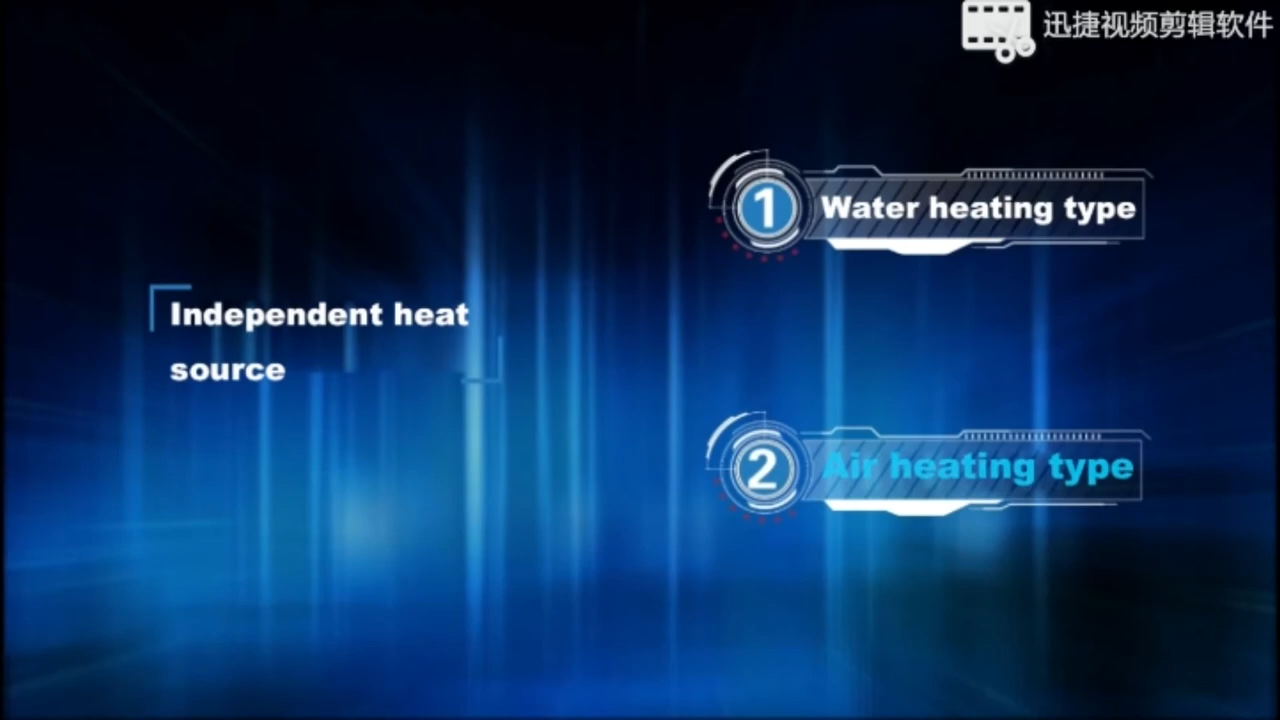 迅捷视频剪辑软件
1 Water heating type
Independent heat
source
2 Air heating type